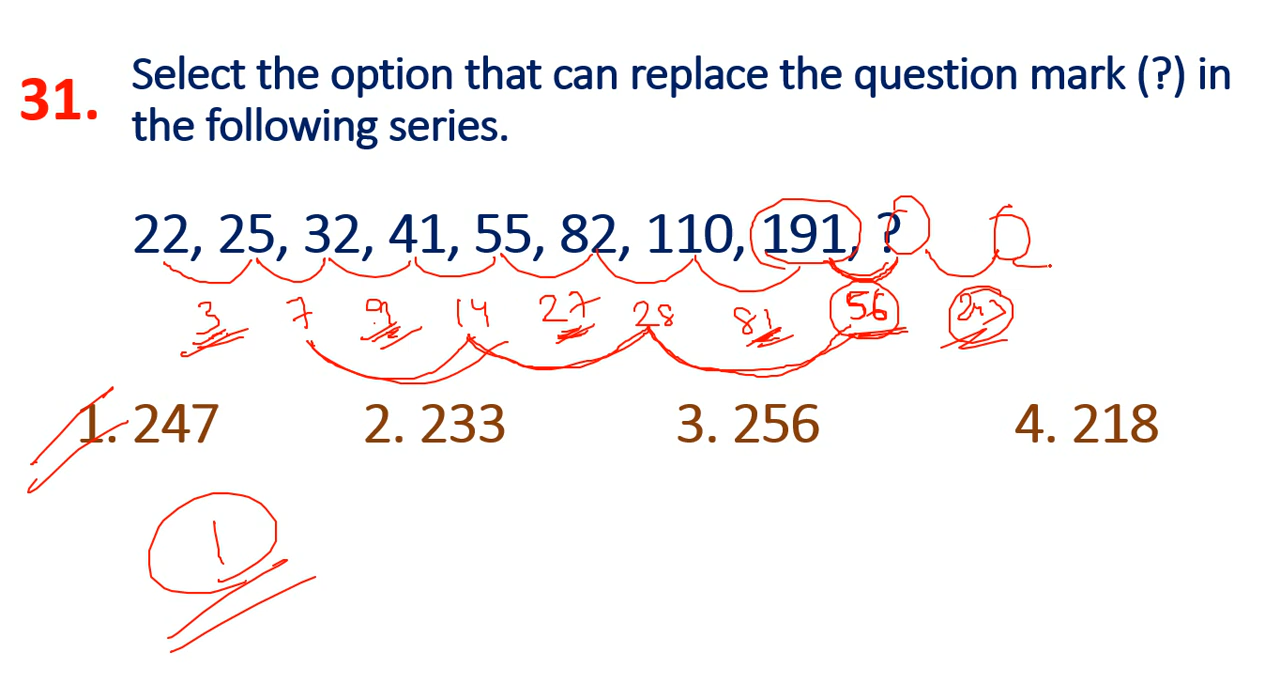 31. Select the option that can replace the question mark (?) in
the following series.
22, 25, 32, 41, 55, 82, 110, 191, ?
3 7 9 14 27 28 81 56 243
1. 247 2. 233 3. 256 4. 218
1